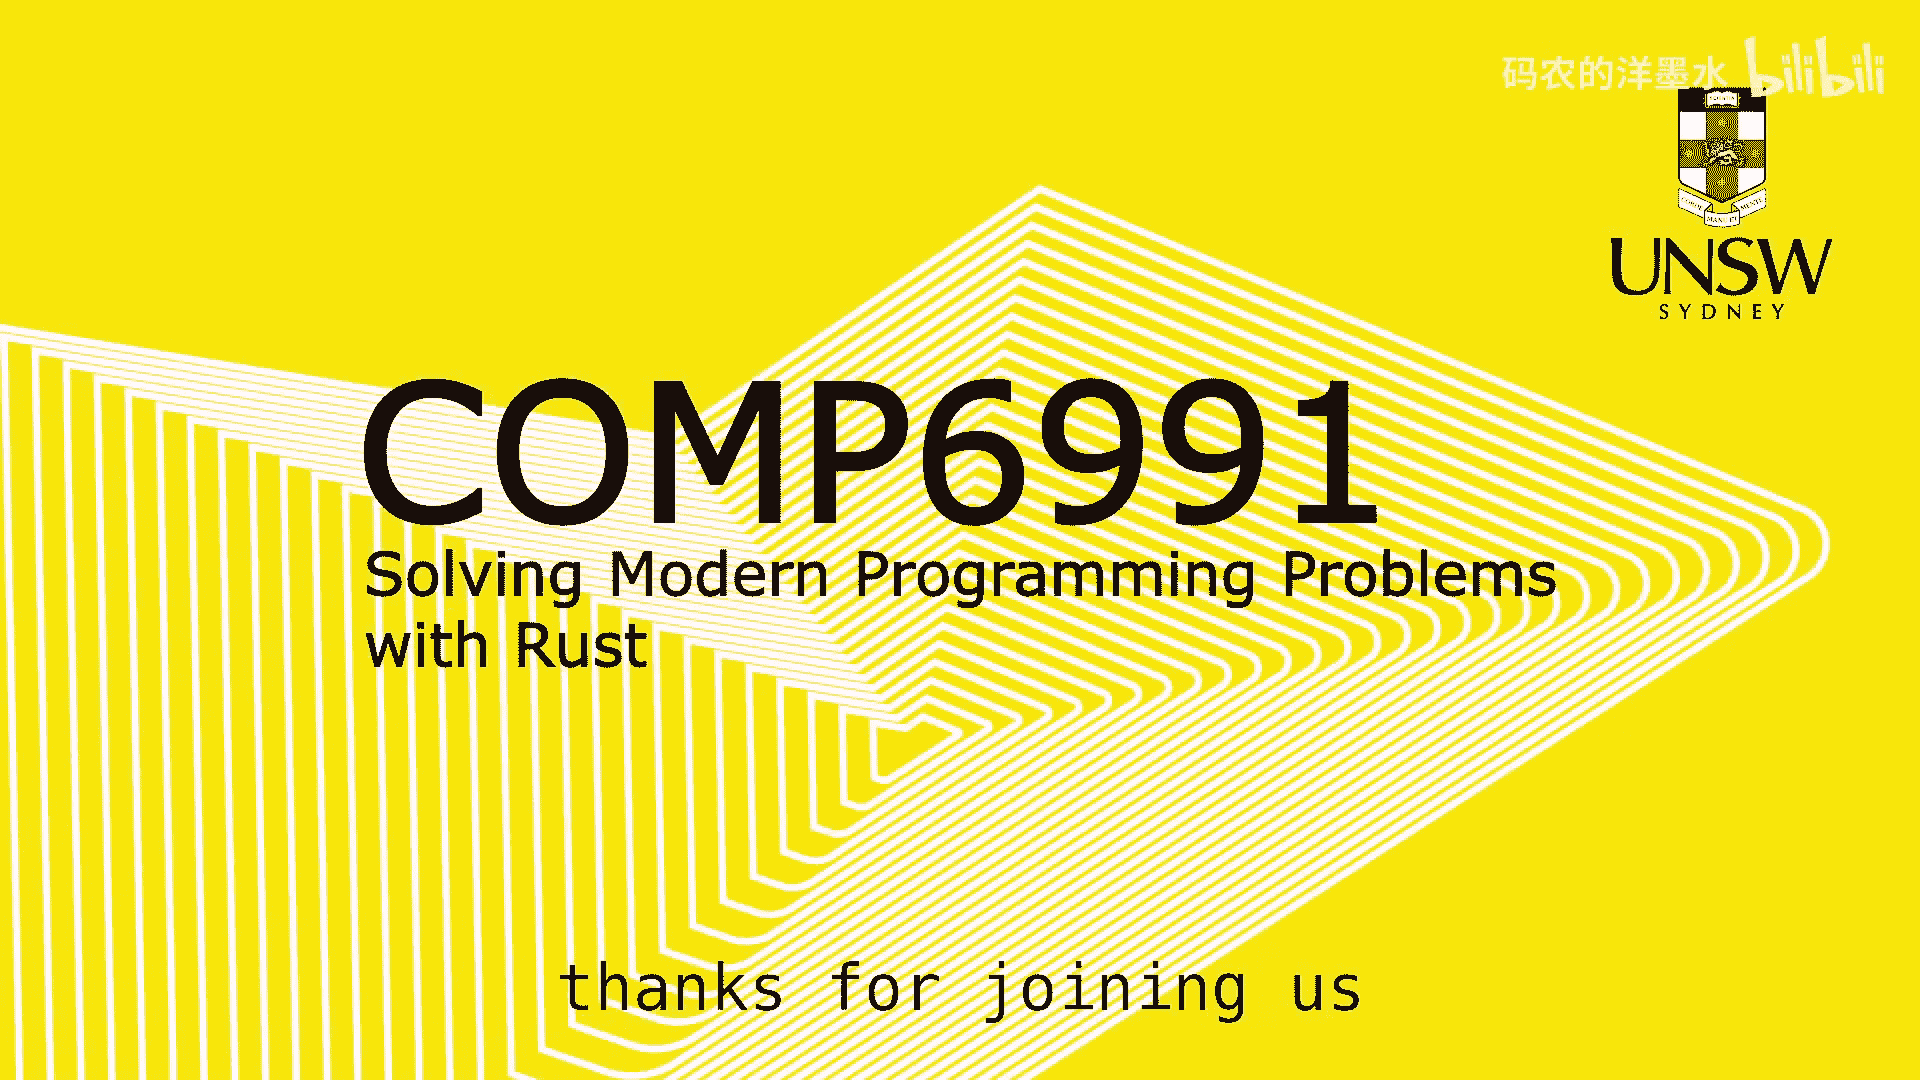 码农的洋墨水 bilibili
UNSW
SYDNEY
COMP6991
Solving Modern Programming Problems
with Rust
thanks for joining us